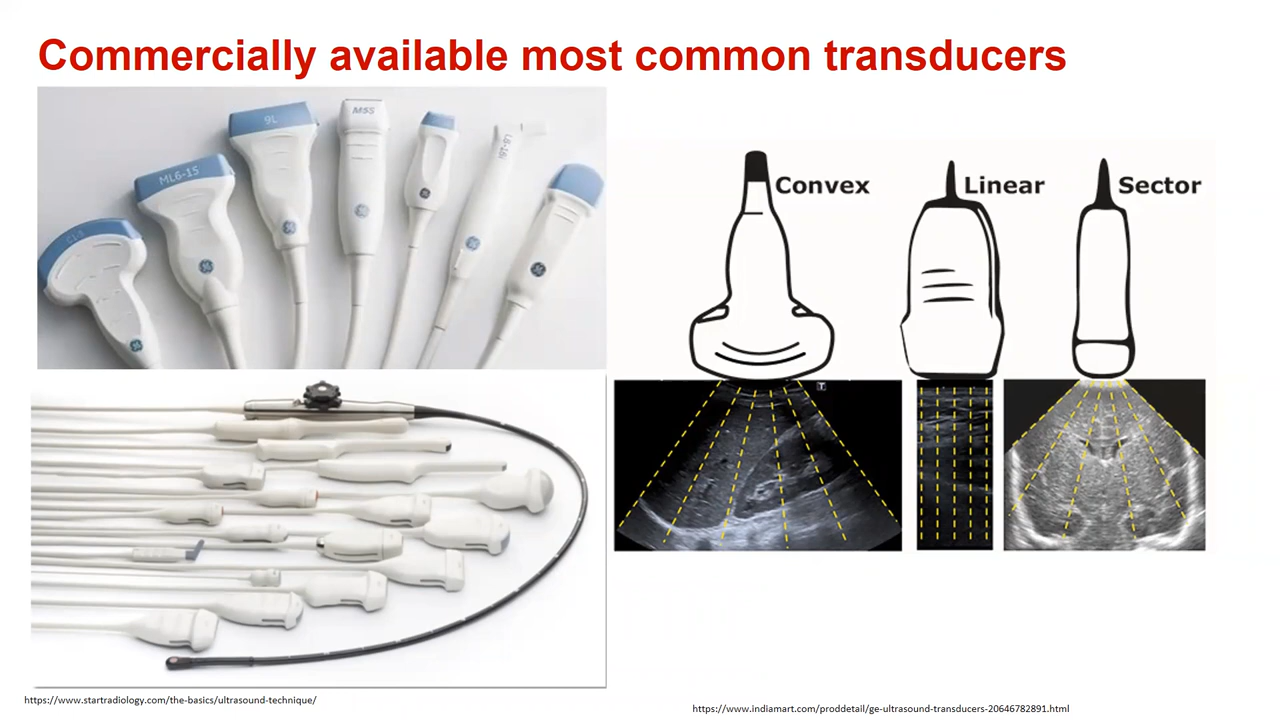 Commercially available most common transducers
ML6-15
9L
M5S
L8-18i
Convex
Linear
Sector
T
https://www.startradiology.com/the-basics/ultrasound-technique/
https://www.indiamart.com/proddetail/ge-ultrasound-transducers-20646782891.html